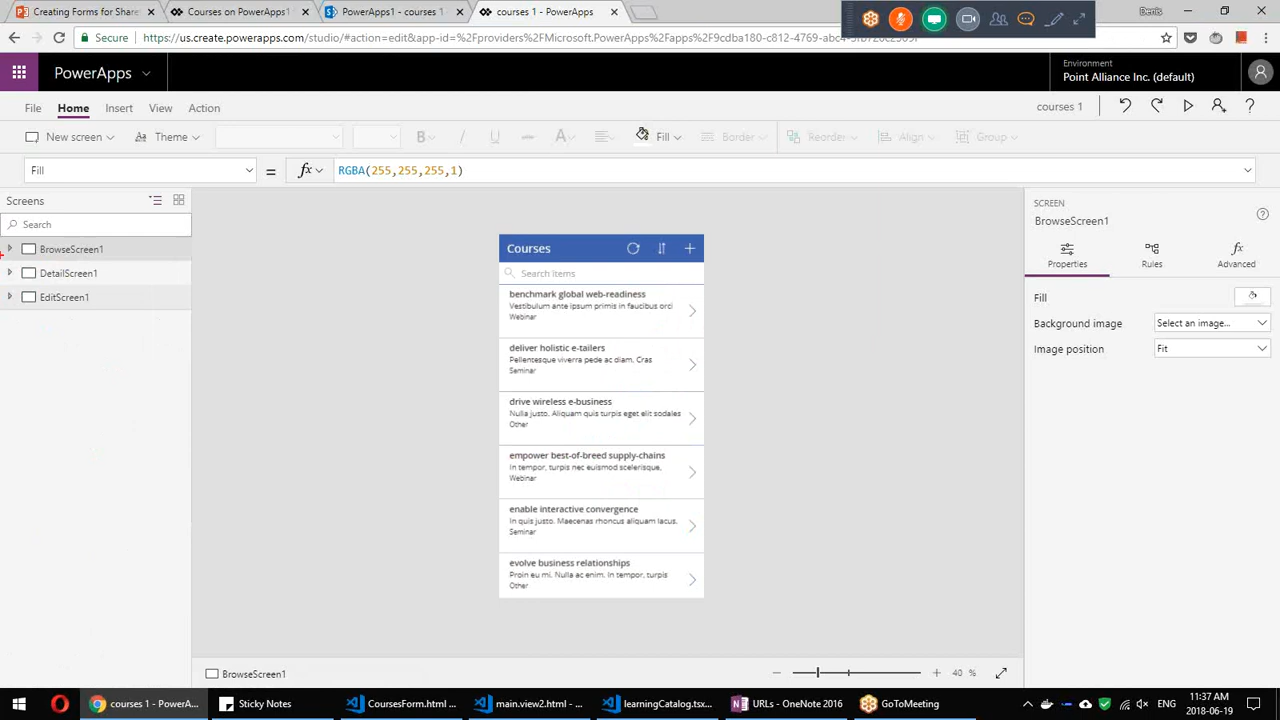 Creating Forms for Share
Courses on PowerApps1
PowerApps1 - courses 1
courses 1 - PowerApps
Denis
Secure
https://us.create.powerapps.com/studio/#action=edit&app-id=%2Fproviders%2FMicrosoft.PowerApps%2Fapps%2F9cdba180-c812-4769-abc4-
PowerApps
Environment
Point Alliance Inc. (default)
File Home Insert View Action
courses 1
New screen Theme B I U A Fill Border Reorder Align Group
Fill = fx RGBA(255,255,255,1)
Screens
Search
BrowseScreen1
DetailScreen1
EditScreen1
Courses
Search items
benchmark global web-readiness
Vestibulum ante ipsum primis in faucibus orci
Webinar
deliver holistic e-tailers
Pellentesque viverra pede ac diam. Cras
Seminar
drive wireless e-business
Nulla justo. Aliquam quis turpis eget elit sodales
Other
empower best-of-breed supply-chains
In tempor, turpis nec euismod scelerisque,
Webinar
enable interactive convergence
In quis justo. Maecenas rhoncus aliquam lacus.
Seminar
evolve business relationships
Proin eu mi. Nulla ac enim. In tempor, turpis
Other
SCREEN
BrowseScreen1
Properties Rules Advanced
Fill
Background image Select an image...
Image position Fit
BrowseScreen1
40 %
courses 1 - PowerA...
Sticky Notes
CoursesForm.html ...
main.view2.html - ...
learningCatalog.tsx...
URLs - OneNote 2016
GoToMeeting
11:37 AM
2018-06-19